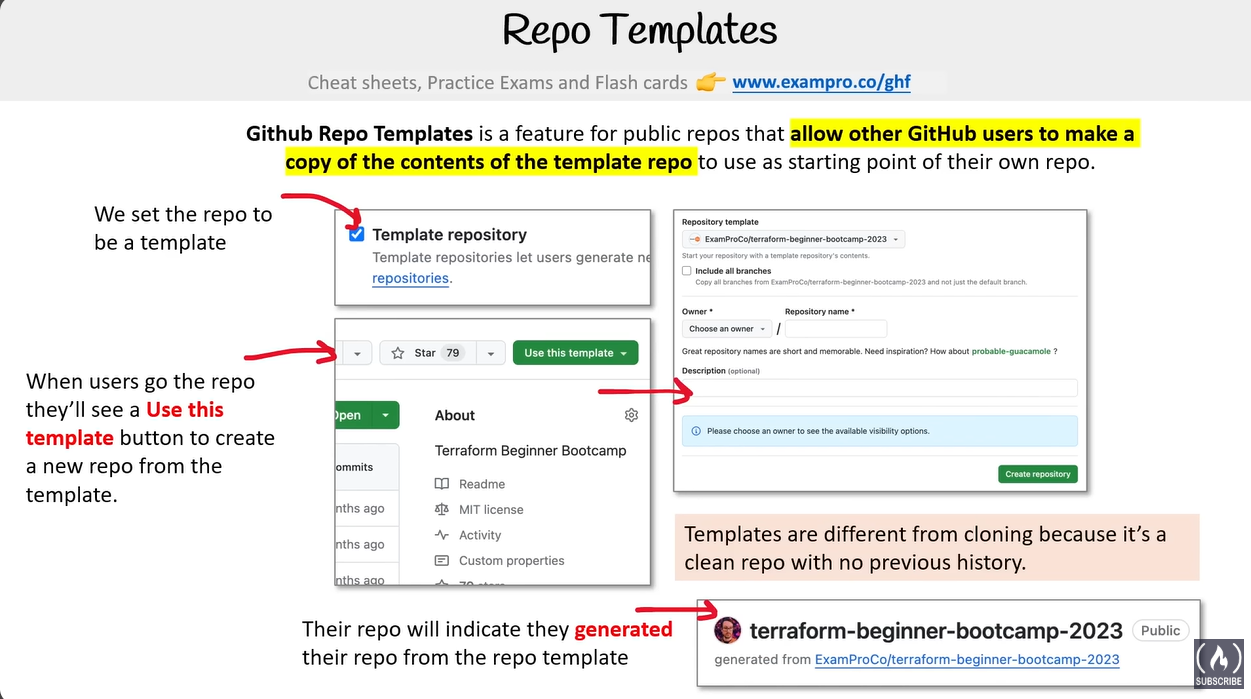 Repo Templates
Cheat sheets, Practice Exams and Flash cards 👉 www.exampro.co/ghf
Github Repo Templates is a feature for public repos that allow other GitHub users to make a
copy of the contents of the template repo to use as starting point of their own repo.
We set the repo to
be a template
Template repository
Template repositories let users generate ne
repositories.
When users go the repo
they’ll see a Use this
template button to create
a new repo from the
template.
Star 79
Use this template
Open
ommits
nths ago
nths ago
nths ago
About
Terraform Beginner Bootcamp
Readme
MIT license
Activity
Custom properties
79 stars
Repository template
ExamProCo/terraform-beginner-bootcamp-2023
Start your repository with a template repository's contents.
Include all branches
Copy all branches from ExamProCo/terraform-beginner-bootcamp-2023 and not just the default branch.
Owner * Repository name *
Choose an owner /
Great repository names are short and memorable. Need inspiration? How about probable-guacamole ?
Description (optional)
Please choose an owner to see the available visibility options.
Create repository
Templates are different from cloning because it’s a
clean repo with no previous history.
Their repo will indicate they generated
their repo from the repo template
terraform-beginner-bootcamp-2023 Public
generated from ExamProCo/terraform-beginner-bootcamp-2023
SUBSCRIBE